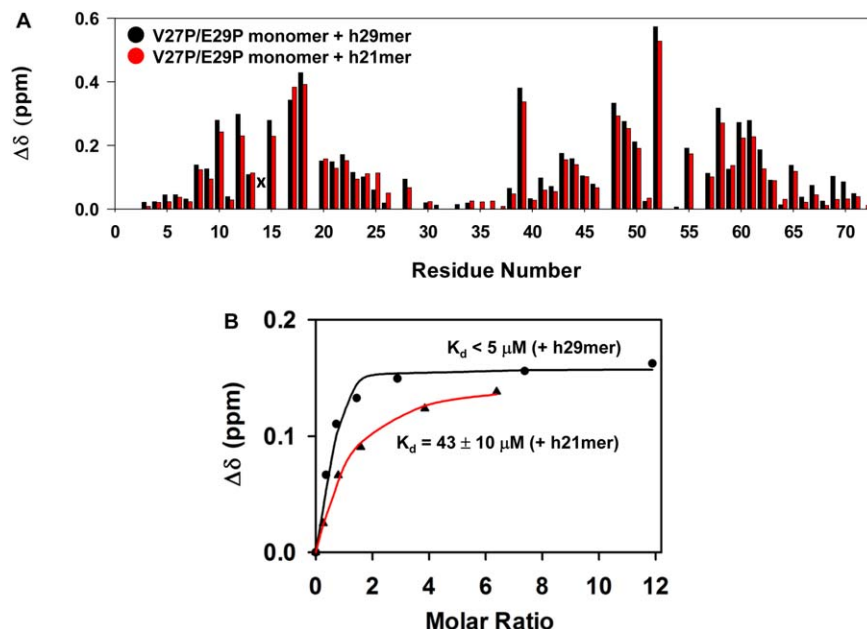 A
V27P/E29P monomer + h29mer
V27P/E29P monomer + h21mer
Δδ (ppm)
0.6
0.4
0.2
0.0
x
0 5 10 15 20 25 30 35 40 45 50 55 60 65 70
Residue Number
B
Δδ (ppm)
0.2
0.1
0.0
Kd < 5 μM (+ h29mer)
Kd = 43 ± 10 μM (+ h21mer)
0 2 4 6 8 10 12
Molar Ratio